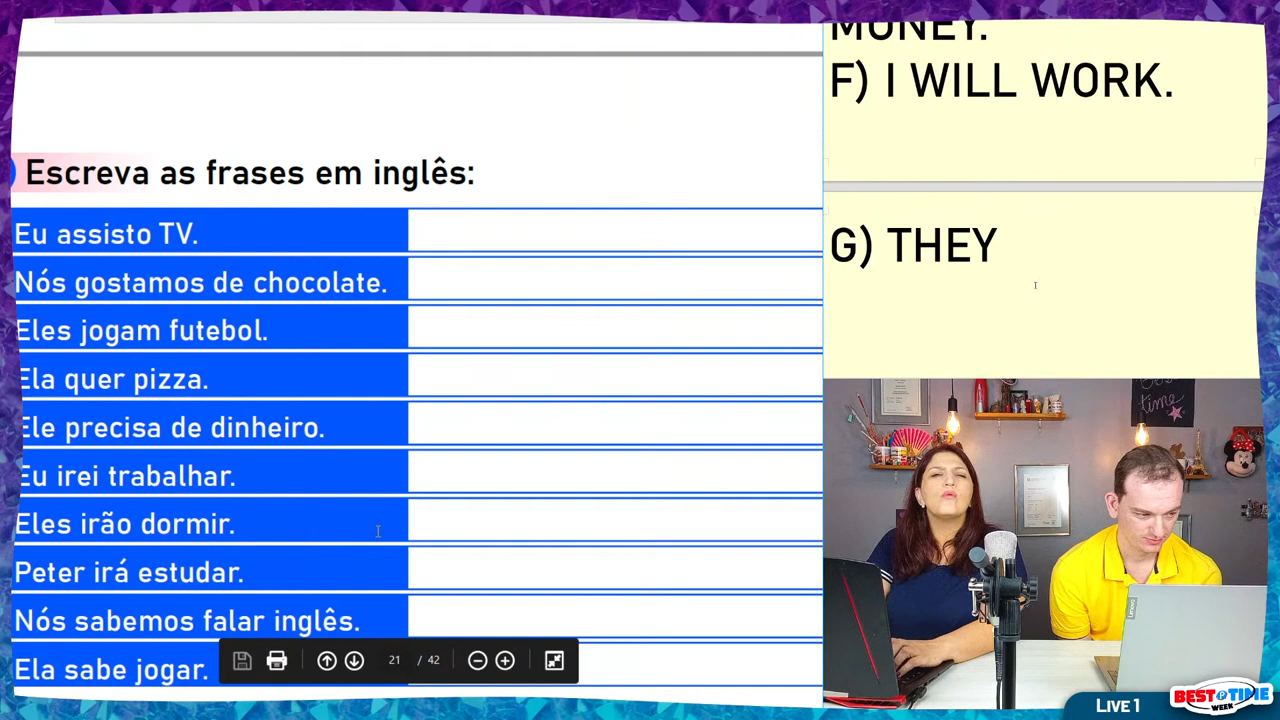 Escreva as frases em inglês:
Eu assisto TV.
Nós gostamos de chocolate.
Eles jogam futebol.
Ela quer pizza.
Ele precisa de dinheiro.
Eu irei trabalhar.
Eles irão dormir.
Peter irá estudar.
Nós sabemos falar inglês.
Ela sabe jogar.
21 / 42
MONEY.
F) I WILL WORK.
G) THEY
time
Lenovo
LIVE 1
BEST TIME
WEEK